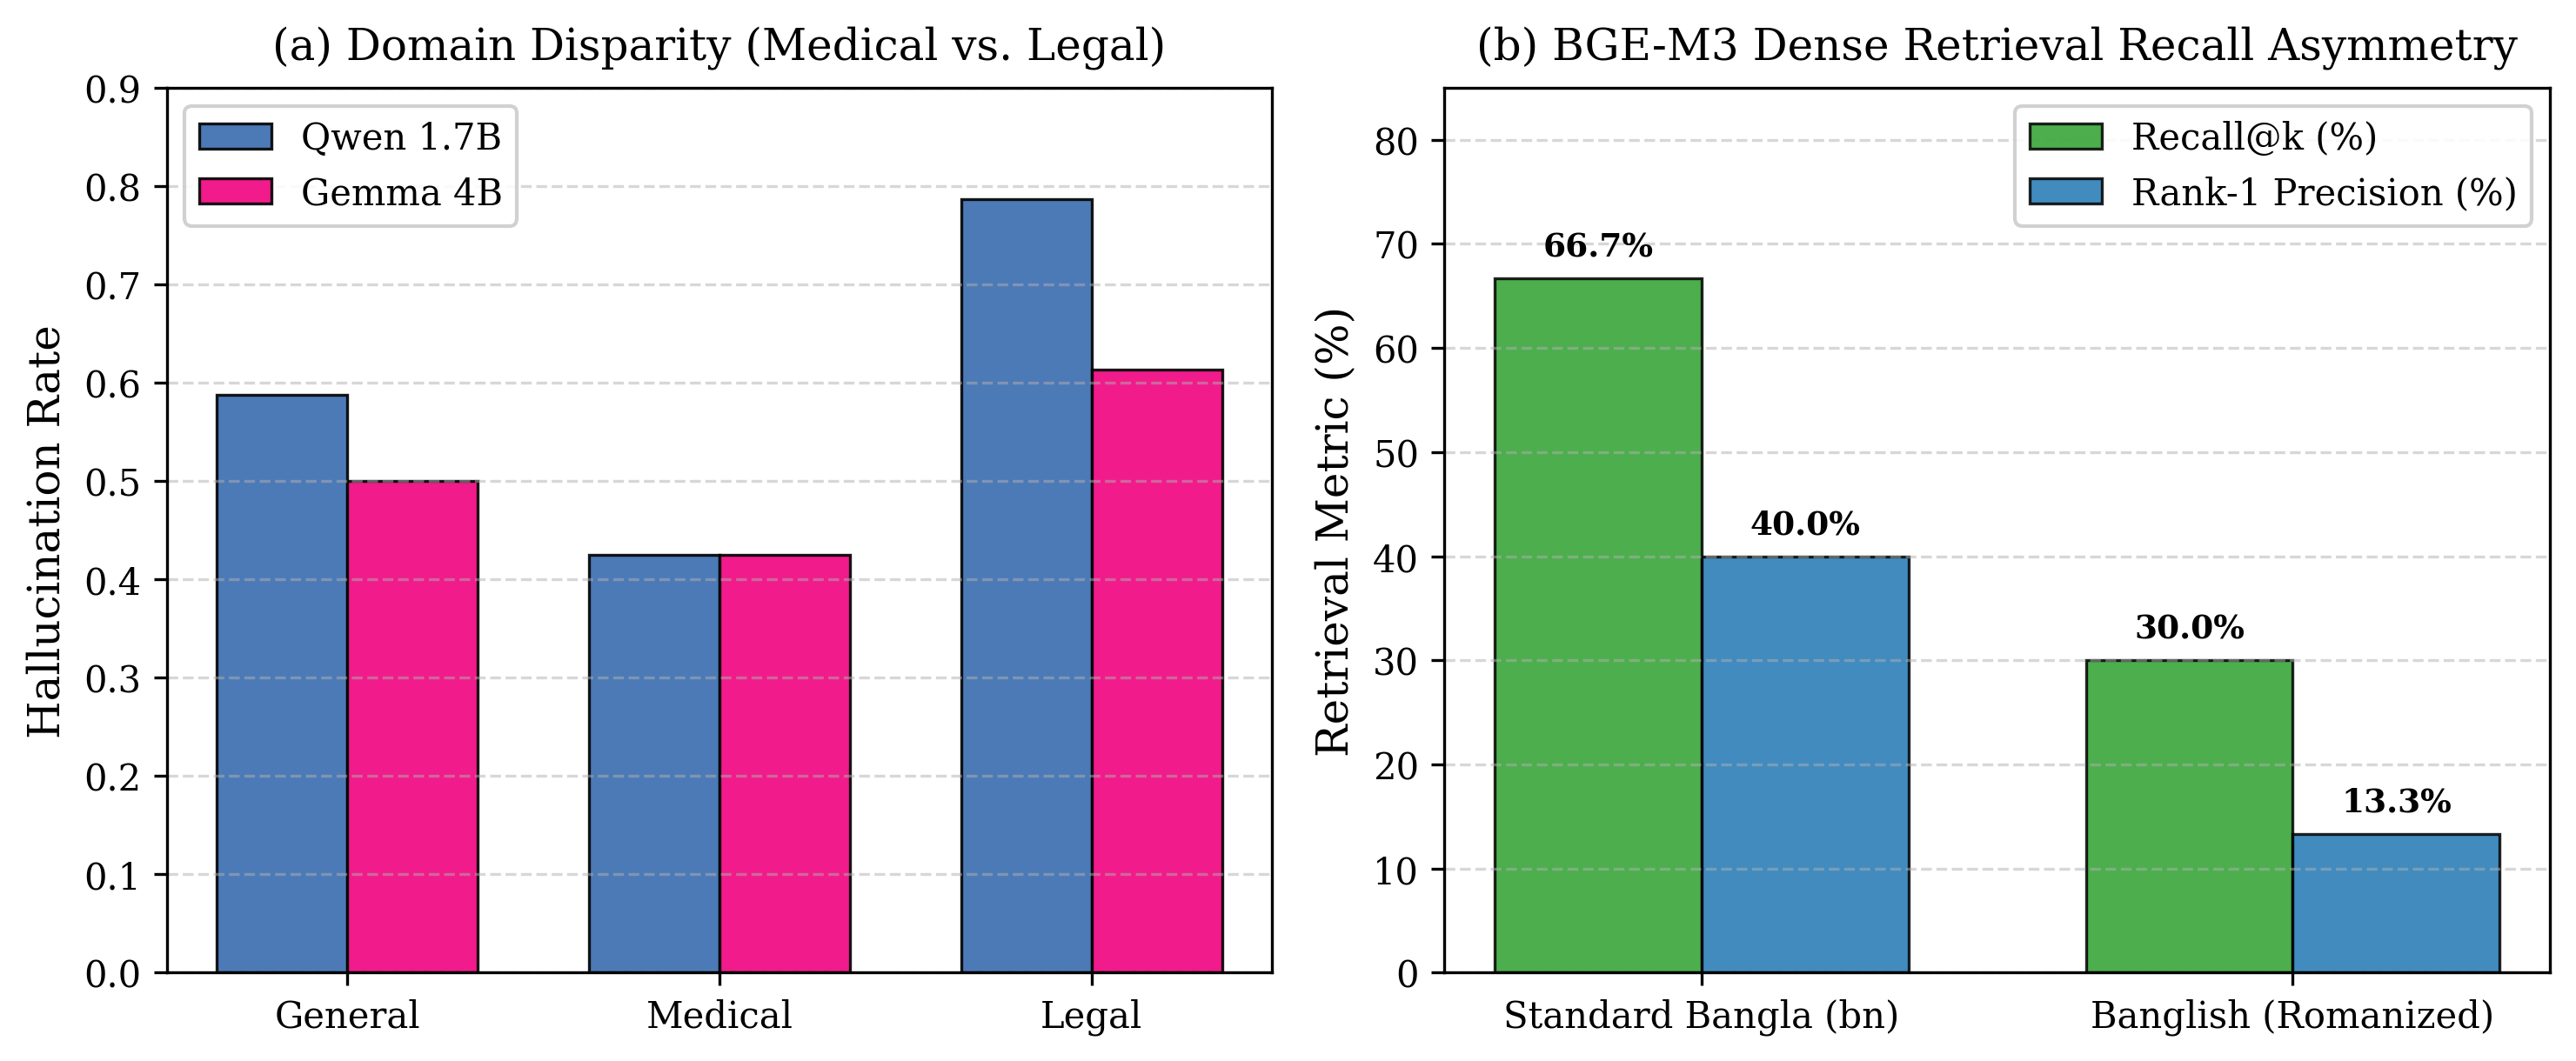 (a) Domain Disparity (Medical vs. Legal)
Hallucination Rate
0.9
0.8
0.7
0.6
0.5
0.4
0.3
0.2
0.1
0.0
Qwen 1.7B
Gemma 4B
General
Medical
Legal
(b) BGE-M3 Dense Retrieval Recall Asymmetry
Retrieval Metric (%)
80
70
60
50
40
30
20
10
0
Recall@k (%)
Rank-1 Precision (%)
66.7%
40.0%
30.0%
13.3%
Standard Bangla (bn)
Banglish (Romanized)